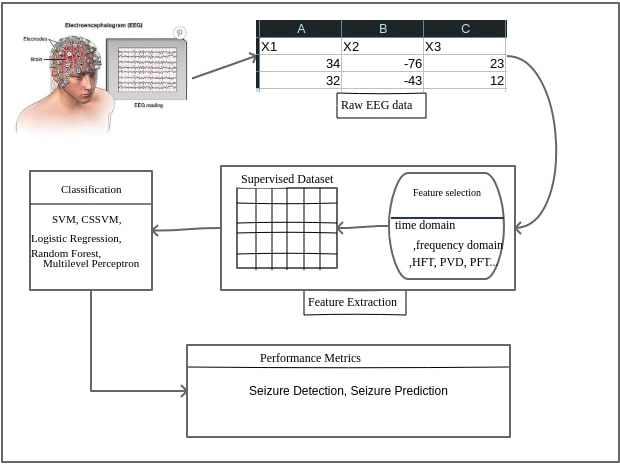 Electroencephalogram (EEG)
Electrodes
Brain
EEG reading
A B C
X1 X2 X3
34 -76 23
32 -43 12
Raw EEG data
Classification
SVM, CSSVM,
Logistic Regression,
Random Forest,
Multilevel Perceptron
Supervised Dataset
Feature selection
time domain
,frequency domain
,HFT, PVD, PFT...
Feature Extraction
Performance Metrics
Seizure Detection, Seizure Prediction